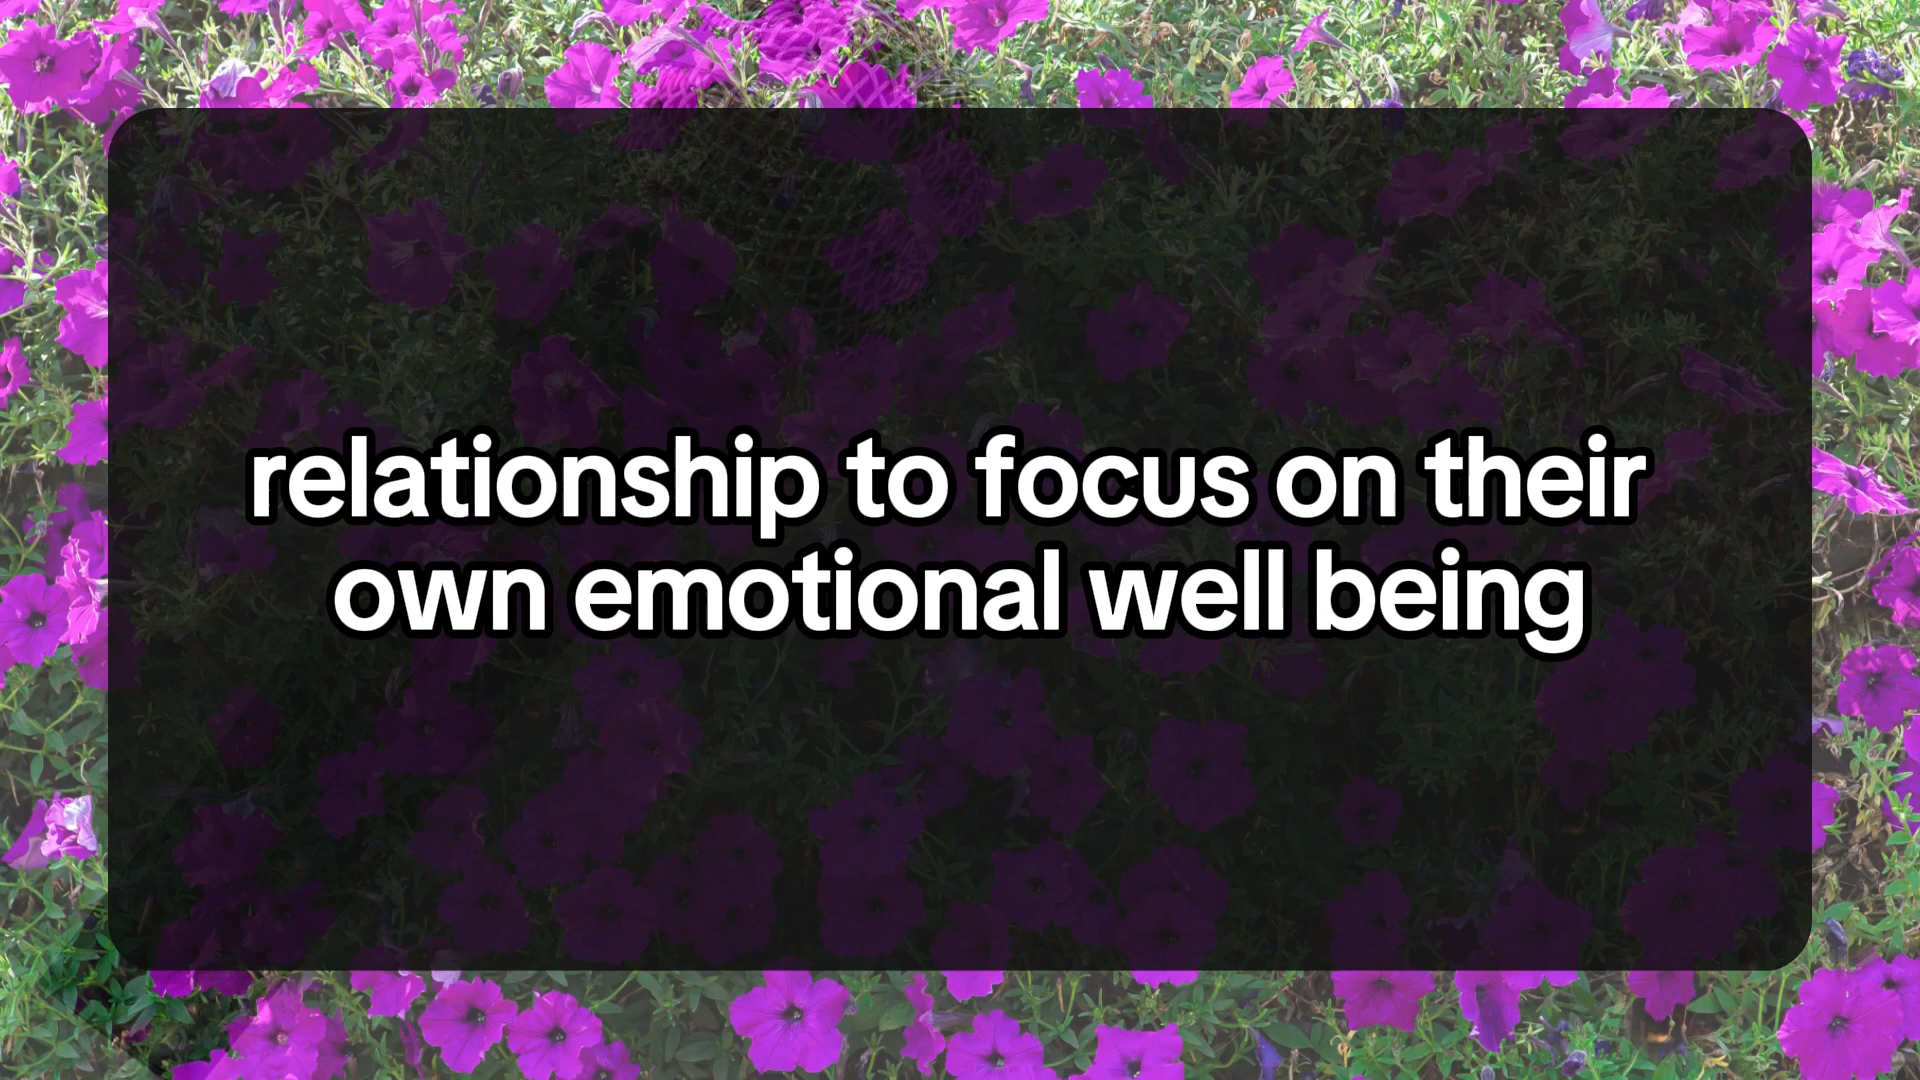 relationship to focus on their
own emotional well being